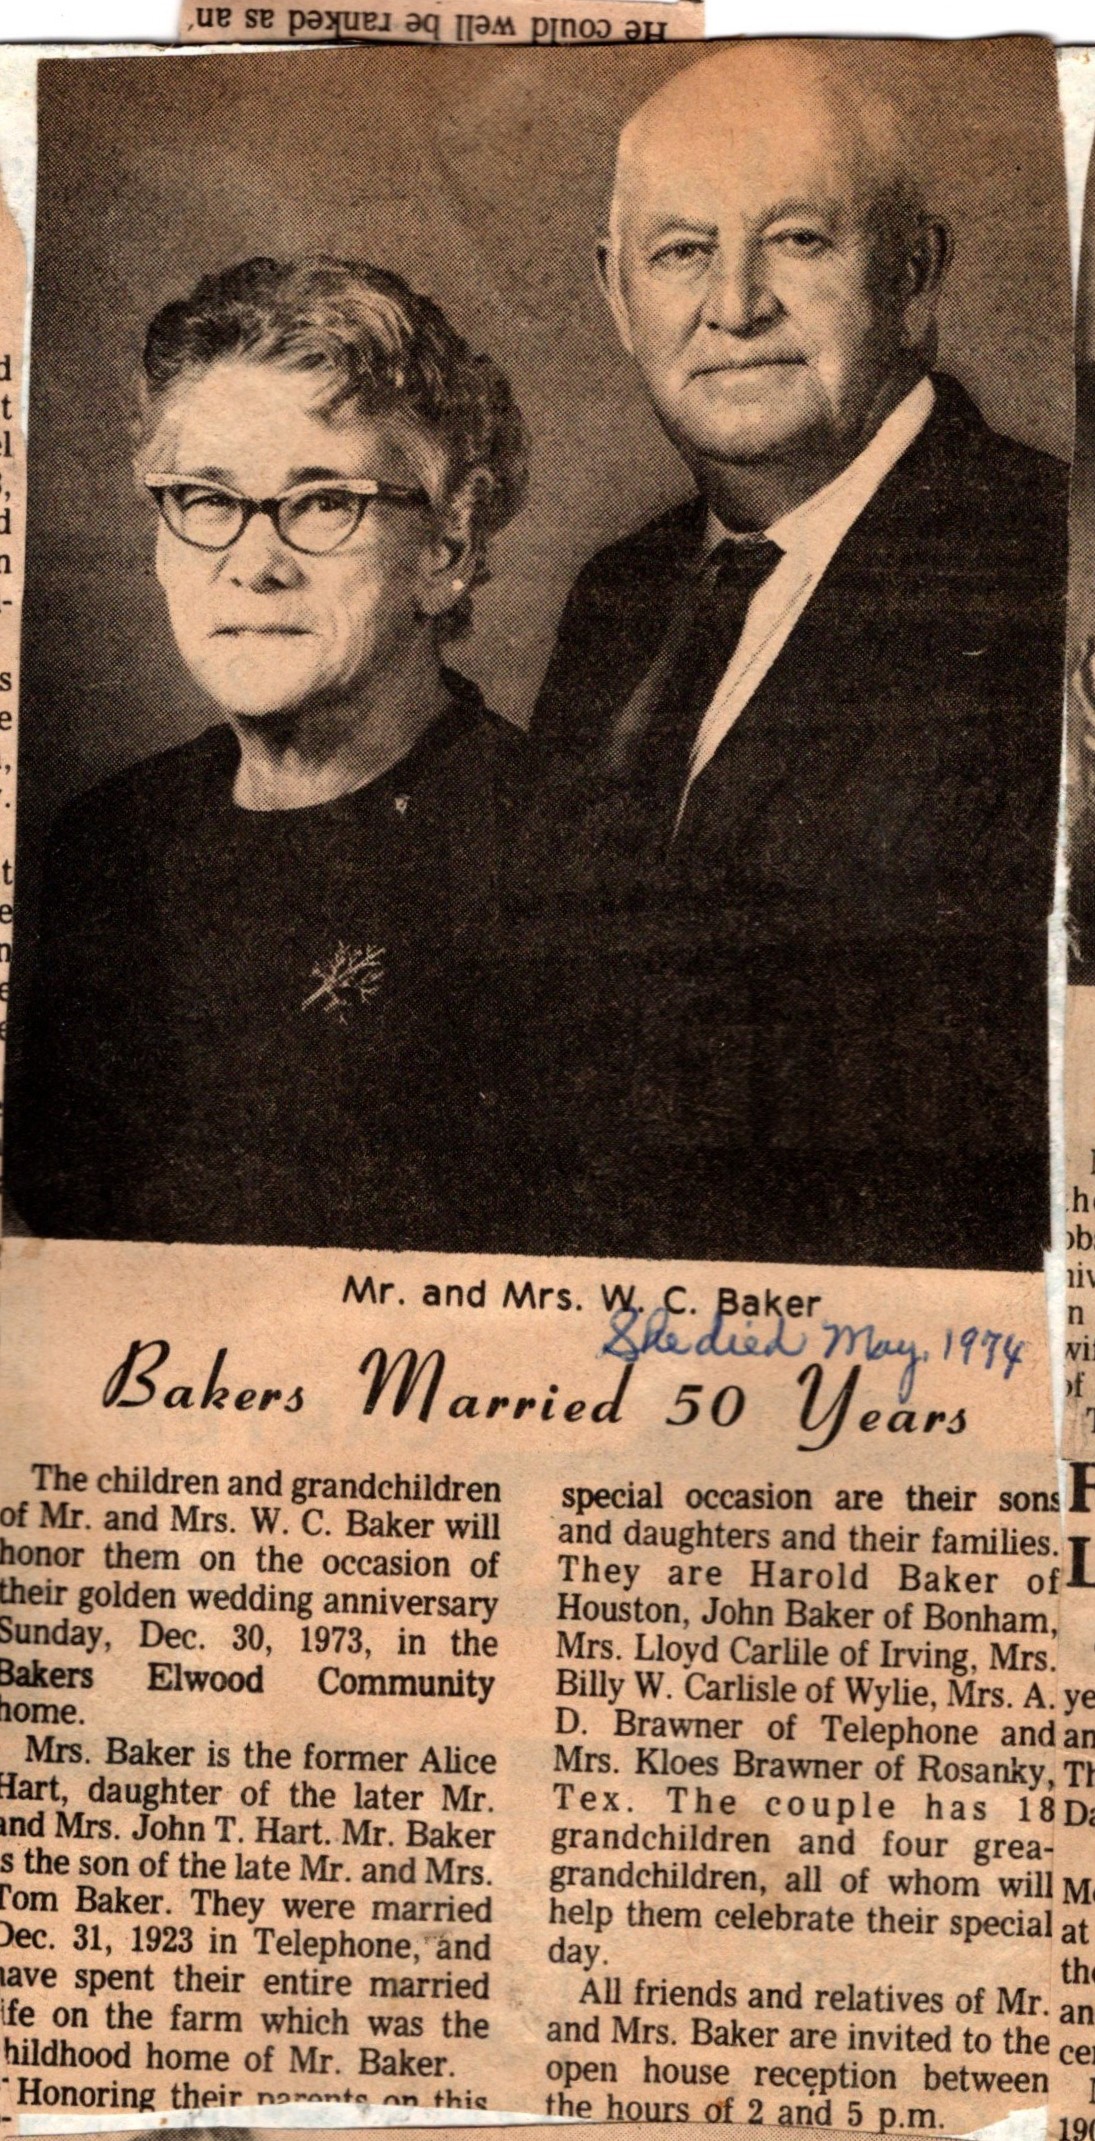 He could well be ranked as an
Mr. and Mrs. W. C. Baker
She died May, 1974
Bakers Married 50 Years
The children and grandchildren
of Mr. and Mrs. W. C. Baker will
honor them on the occasion of
their golden wedding anniversary
Sunday, Dec. 30, 1973, in the
Bakers Elwood Community
home.
Mrs. Baker is the former Alice
Hart, daughter of the later Mr.
and Mrs. John T. Hart. Mr. Baker
is the son of the late Mr. and Mrs.
Tom Baker. They were married
Dec. 31, 1923 in Telephone, and
have spent their entire married
life on the farm which was the
childhood home of Mr. Baker.
Honoring their parents on this
special occasion are their sons
and daughters and their families.
They are Harold Baker of
Houston, John Baker of Bonham,
Mrs. Lloyd Carlile of Irving, Mrs.
Billy W. Carlisle of Wylie, Mrs. A.
D. Brawner of Telephone and
Mrs. Kloes Brawner of Rosanky,
Tex. The couple has 18
grandchildren and four grea-
grandchildren, all of whom will
help them celebrate their special
day.
All friends and relatives of Mr.
and Mrs. Baker are invited to the
open house reception between
the hours of 2 and 5 p.m.